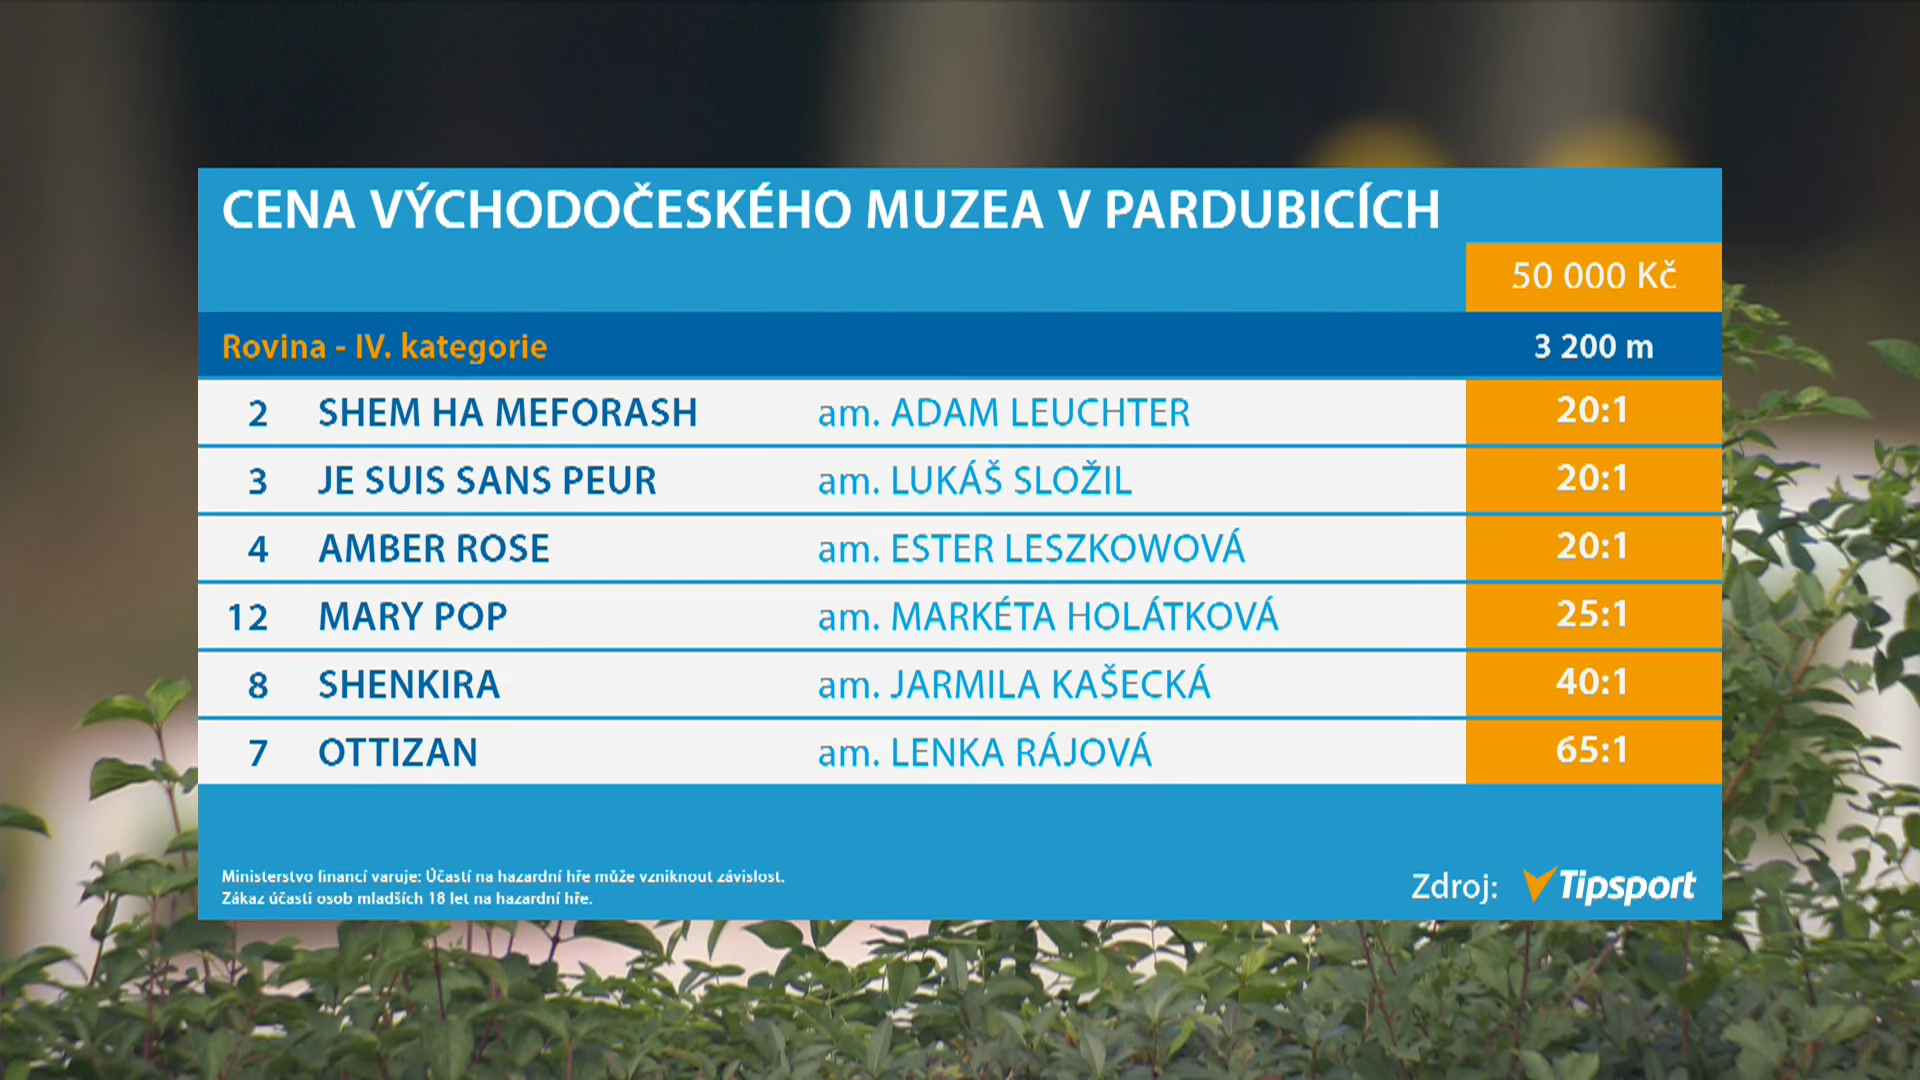 CENA VÝCHODOČESKÉHO MUZEA V PARDUBICÍCH
50 000 Kč
Rovina - IV. kategorie 3 200 m
2 SHEM HA MEFORASH am. ADAM LEUCHTER 20:1
3 JE SUIS SANS PEUR am. LUKÁŠ SLOŽIL 20:1
4 AMBER ROSE am. ESTER LESZKOWOVÁ 20:1
12 MARY POP am. MARKÉTA HOLÁTKOVÁ 25:1
8 SHENKIRA am. JARMILA KAŠECKÁ 40:1
7 OTTIZAN am. LENKA RÁJOVÁ 65:1
Ministerstvo financí varuje: Účastí na hazardní hře může vzniknout závislost.
Zákaz účasti osob mladších 18 let na hazardní hře.
Zdroj: Tipsport